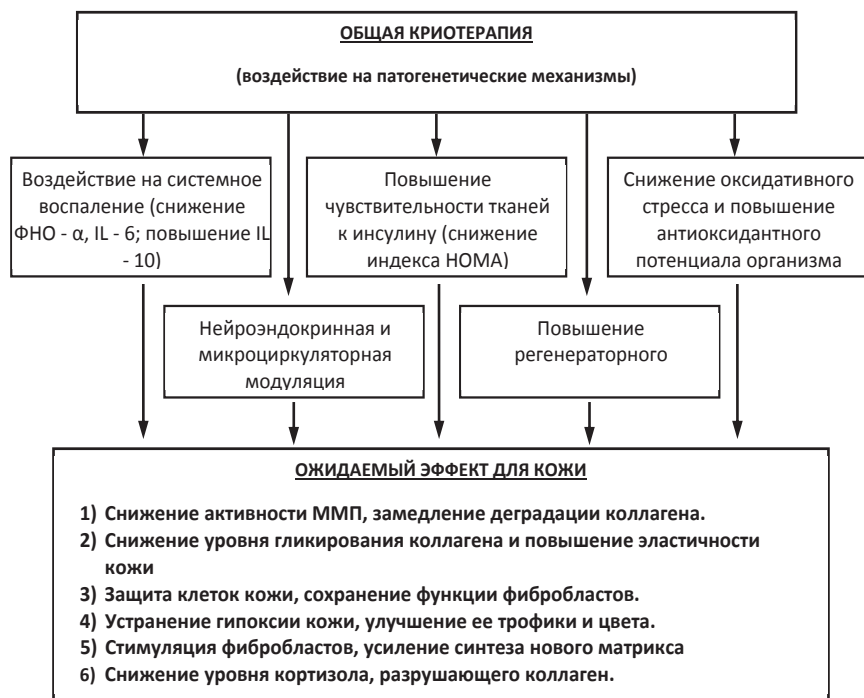 ОБЩАЯ КРИОТЕРАПИЯ
(воздействие на патогенетические механизмы)
Воздействие на системное
воспаление (снижение
ФНО - α, IL - 6; повышение IL
- 10)
Повышение
чувствительности тканей
к инсулину (снижение
индекса НОМА)
Снижение оксидативного
стресса и повышение
антиоксидантного
потенциала организма
Нейроэндокринная и
микроциркуляторная
модуляция
Повышение
регенераторного
ОЖИДАЕМЫЙ ЭФФЕКТ ДЛЯ КОЖИ
1) Снижение активности ММП, замедление деградации коллагена.
2) Снижение уровня гликирования коллагена и повышение эластичности
кожи
3) Защита клеток кожи, сохранение функции фибробластов.
4) Устранение гипоксии кожи, улучшение ее трофики и цвета.
5) Стимуляция фибробластов, усиление синтеза нового матрикса
6) Снижение уровня кортизола, разрушающего коллаген.